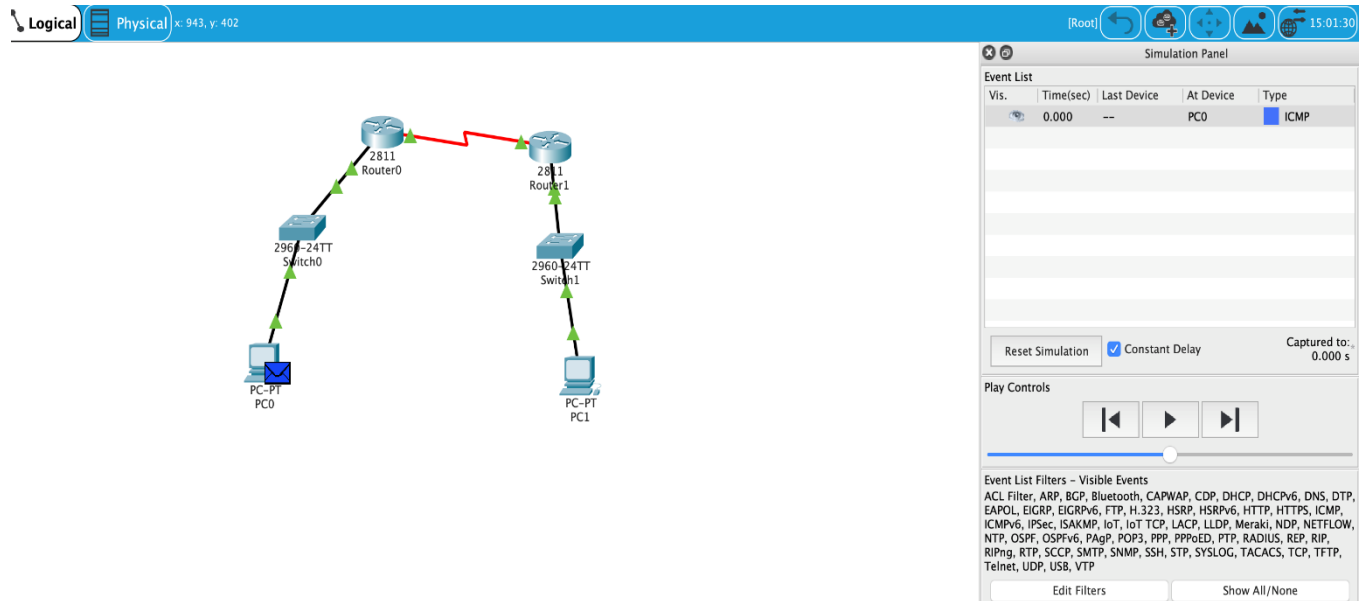 Logical
Physical
x: 943, y: 402
[Root]
15:01:30
2811
Router0
2811
Router1
2960-24TT
Switch0
2960-24TT
Switch1
PC-PT
PC0
PC-PT
PC1
Simulation Panel
Event List
Vis. Time(sec) Last Device At Device Type
0.000 -- PC0 ICMP
Reset Simulation
Constant Delay
Captured to:
0.000 s
Play Controls
Event List Filters - Visible Events
ACL Filter, ARP, BGP, Bluetooth, CAPWAP, CDP, DHCP, DHCPv6, DNS, DTP,
EAPOL, EIGRP, EIGRPv6, FTP, H.323, HSRP, HSRPv6, HTTP, HTTPS, ICMP,
ICMPv6, IPSec, ISAKMP, IoT, IoT TCP, LACP, LLDP, Meraki, NDP, NETFLOW,
NTP, OSPF, OSPFv6, PAgP, POP3, PPP, PPPoED, PTP, RADIUS, REP, RIP,
RIPng, RTP, SCCP, SMTP, SNMP, SSH, STP, SYSLOG, TACACS, TCP, TFTP,
Telnet, UDP, USB, VTP
Edit Filters
Show All/None